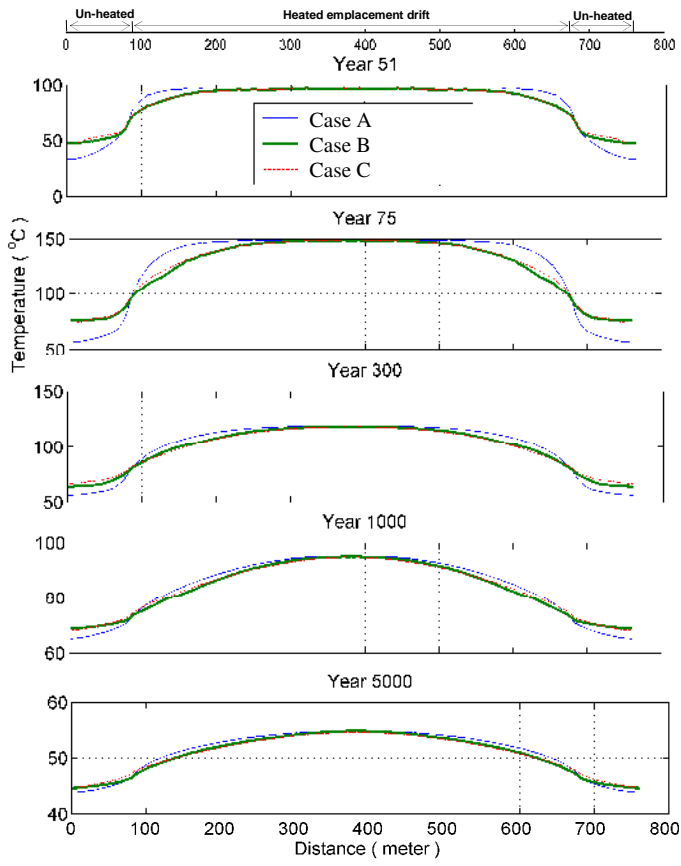 Un-heated Heated emplacement drift Un-heated
0 100 200 300 400 500 600 700 800
Year 51
100
50
0
Case A
Case B
Case C
Year 75
150
100
50
Temperature ( °C )
Year 300
150
100
50
Year 1000
100
80
60
Year 5000
60
50
40
0 100 200 300 400 500 600 700 800
Distance ( meter )